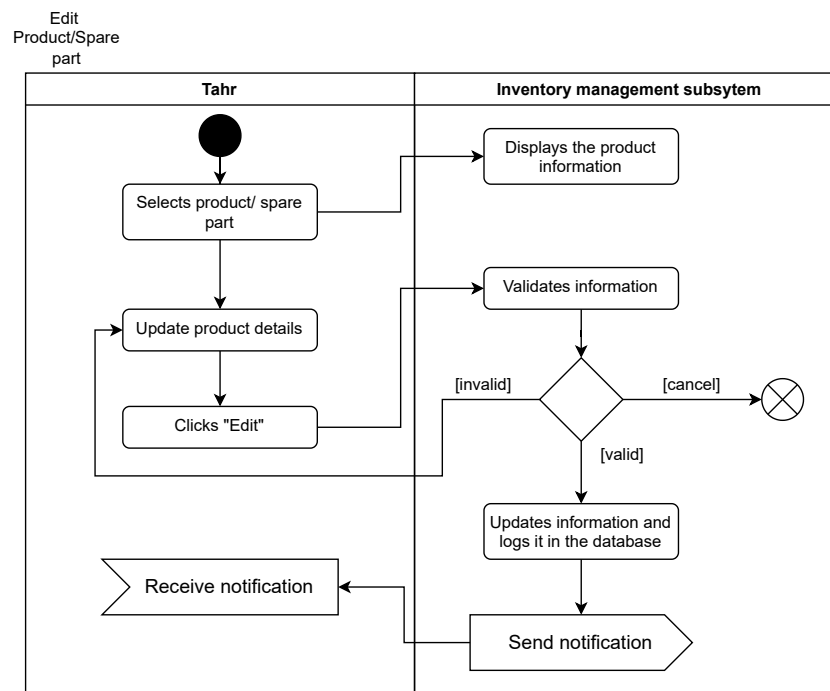 Edit
Product/Spare
part
Tahr
Inventory management subsytem
Displays the product
information
Selects product/ spare
part
Validates information
Update product details
[invalid]
[cancel]
Clicks "Edit"
[valid]
Updates information and
logs it in the database
Receive notification
Send notification